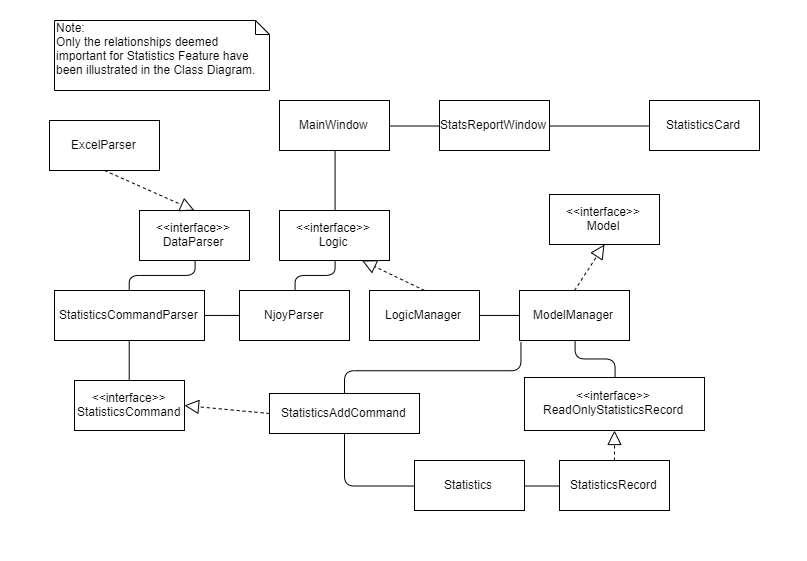 Note:
Only the relationships deemed
important for Statistics Feature have
been illustrated in the Class Diagram.
MainWindow
StatsReportWindow
StatisticsCard
ExcelParser
<<interface>>
DataParser
<<interface>>
Logic
<<interface>>
Model
StatisticsCommandParser
NjoyParser
LogicManager
ModelManager
<<interface>>
StatisticsCommand
StatisticsAddCommand
<<interface>>
ReadOnlyStatisticsRecord
Statistics
StatisticsRecord